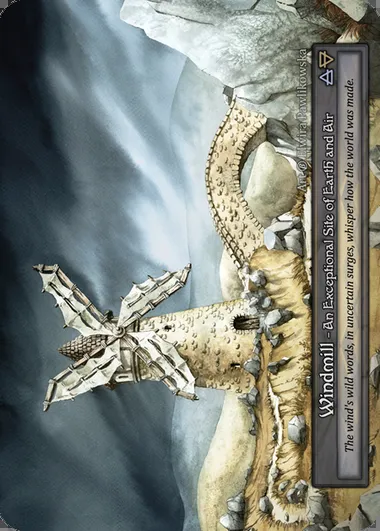 Art © Elwira Pawlikowska
Windmill – An Exceptional Site of Earth and Air
The wind's wild words, in uncertain surges, whisper how the world was made.